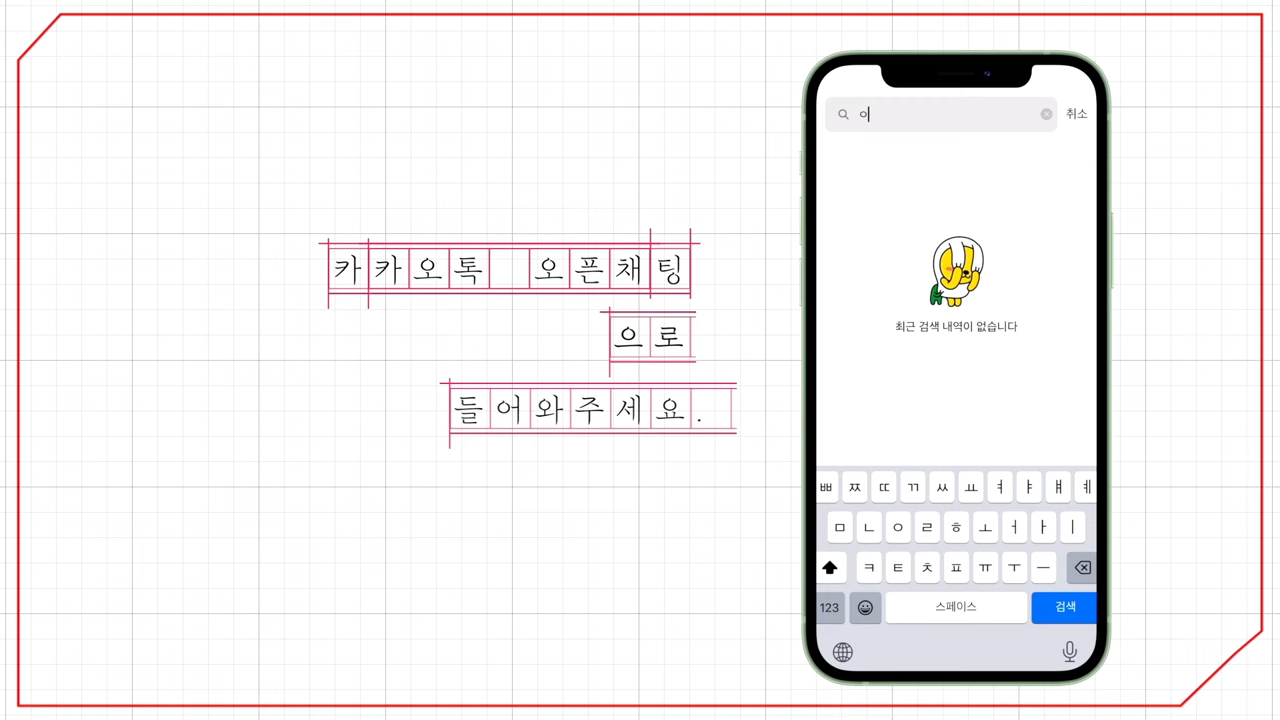 카카오톡 오픈채팅
으로
들어와주세요.
ㅇ
취소
최근 검색 내역이 없습니다
ㅃ ㅉ ㄸ ㄲ ㅆ ㅛ ㅕ ㅑ ㅒ ㅖ
ㅁ ㄴ ㅇ ㄹ ㅎ ㅗ ㅓ ㅏ ㅣ
ㅋ ㅌ ㅊ ㅍ ㅠ ㅜ ㅡ
123 스페이스 검색